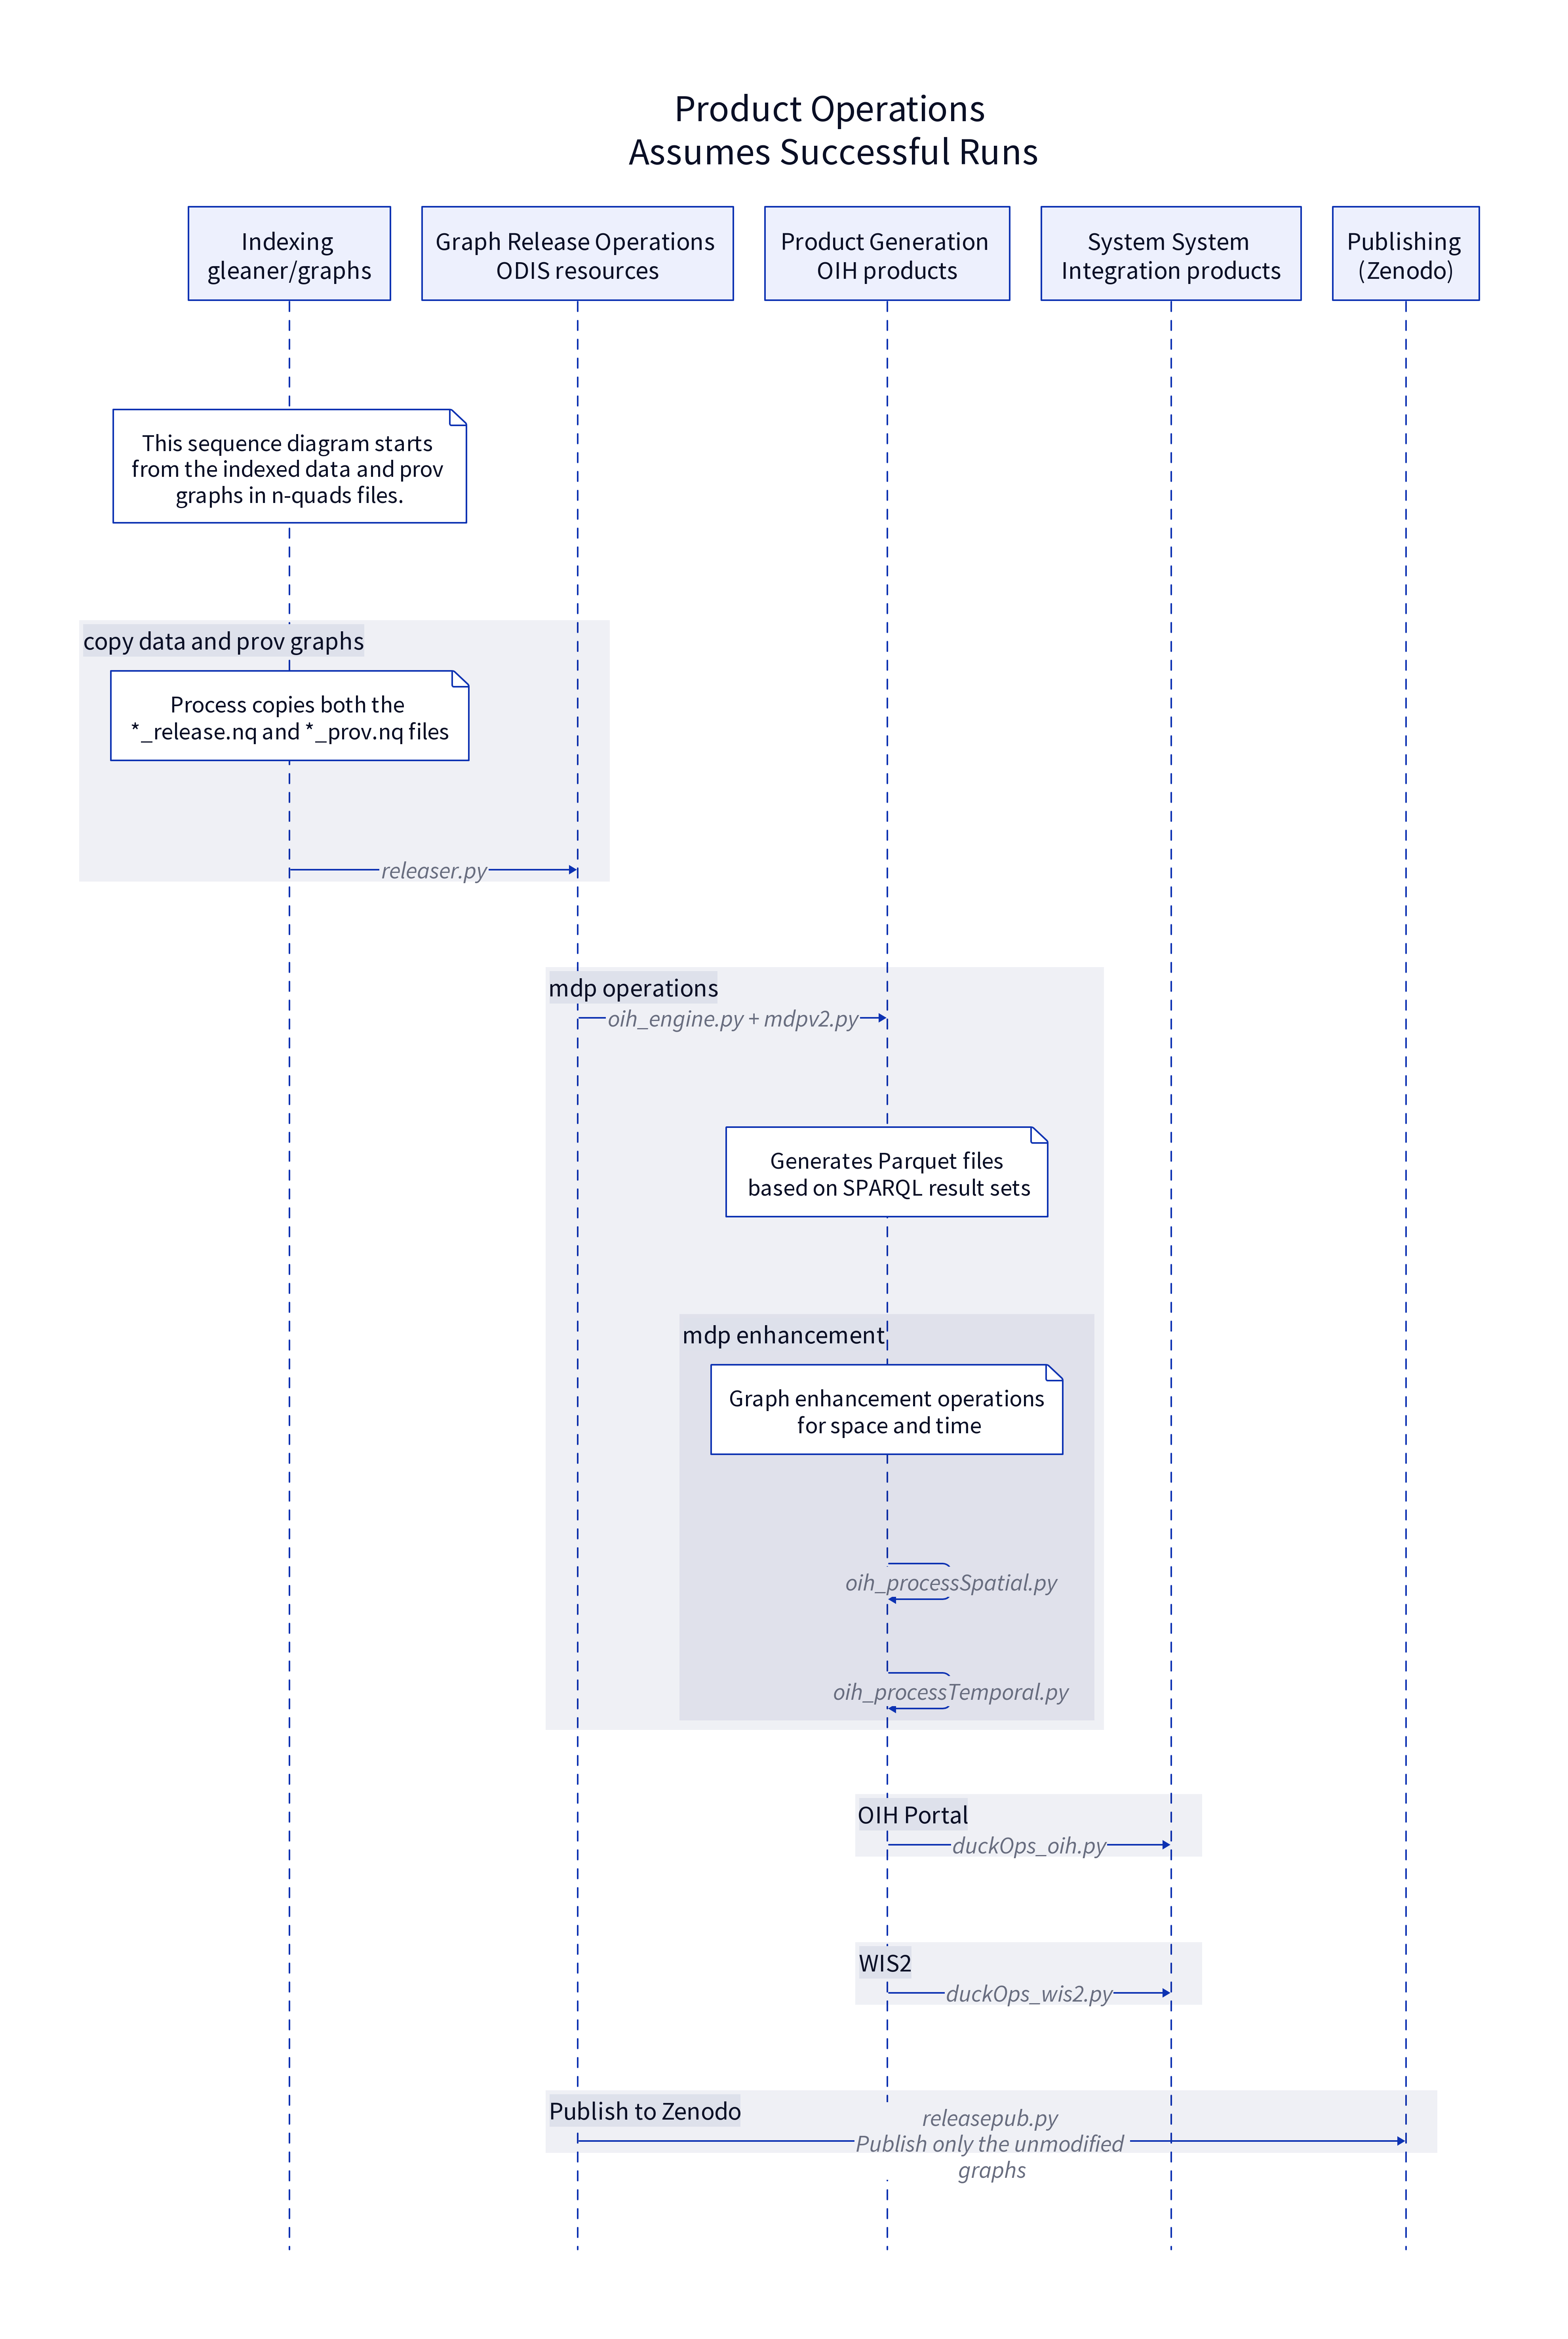 Product Operations
Assumes Successful Runs
Indexing
gleaner/graphs
Graph Release Operations
ODIS resources
Product Generation
OIH products
System System
Integration products
Publishing
(Zenodo)
This sequence diagram starts
from the indexed data and prov
graphs in n-quads files.
copy data and prov graphs
Process copies both the
*_release.nq and *_prov.nq files
releaser.py
mdp operations
oih_engine.py + mdpv2.py
Generates Parquet files
based on SPARQL result sets
mdp enhancement
Graph enhancement operations
for space and time
oih_processSpatial.py
oih_processTemporal.py
OIH Portal
duckOps_oih.py
WIS2
duckOps_wis2.py
Publish to Zenodo
releasepub.py
Publish only the unmodified
graphs